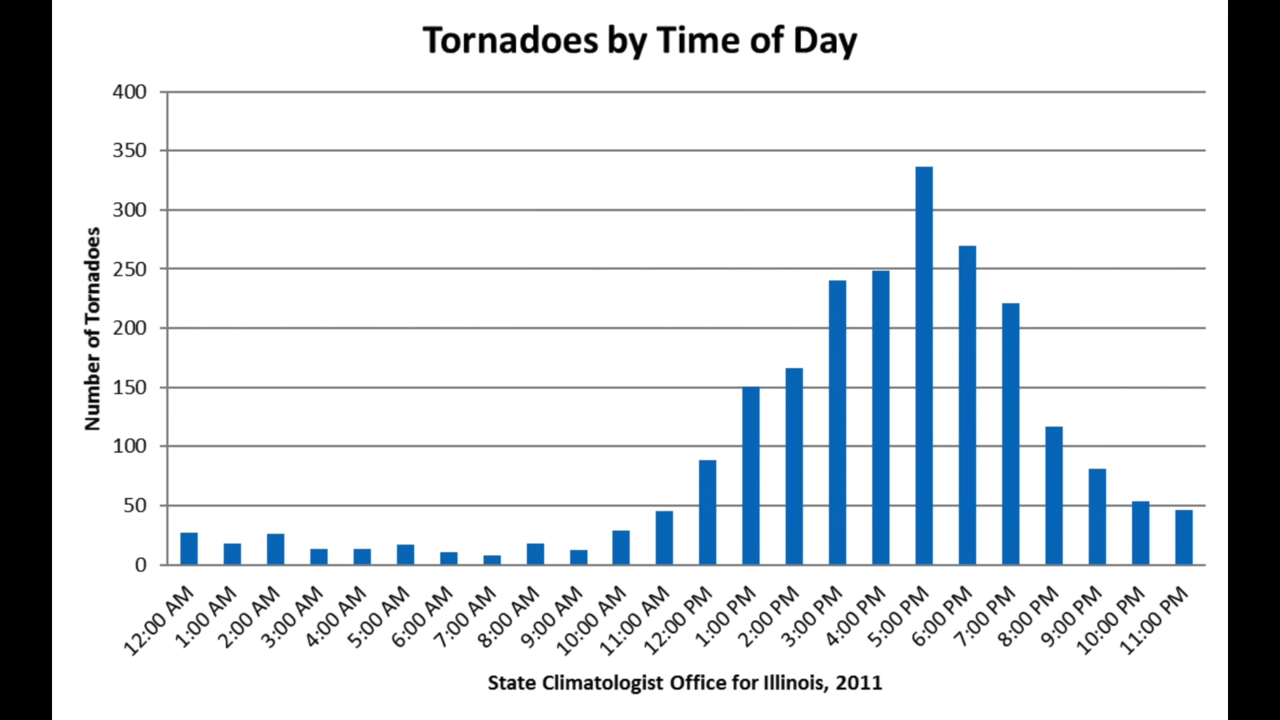 Tornadoes by Time of Day
400
350
300
250
200
150
100
50
0
Number of Tornadoes
12:00 AM
1:00 AM
2:00 AM
3:00 AM
4:00 AM
5:00 AM
6:00 AM
7:00 AM
8:00 AM
9:00 AM
10:00 AM
11:00 AM
12:00 PM
1:00 PM
2:00 PM
3:00 PM
4:00 PM
5:00 PM
6:00 PM
7:00 PM
8:00 PM
9:00 PM
10:00 PM
11:00 PM
State Climatologist Office for Illinois, 2011